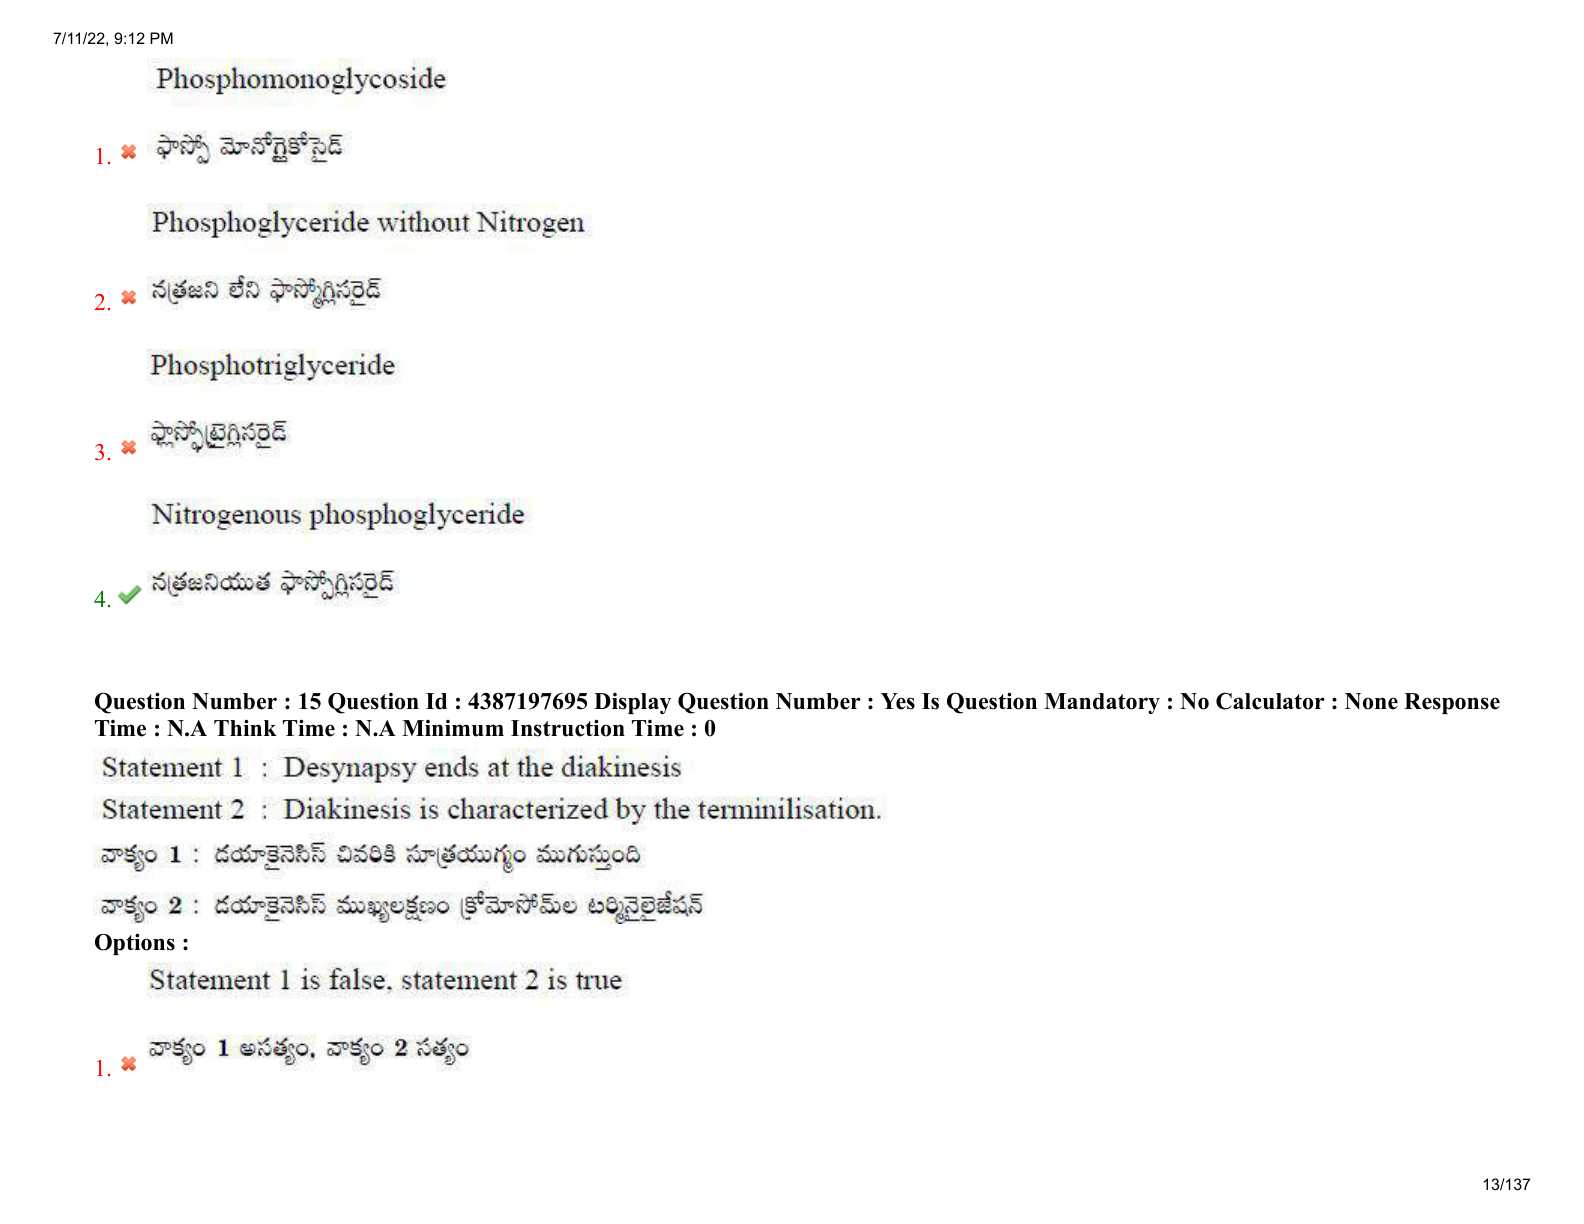 7/11/22, 9:12 PM
Phosphomonoglycoside
1. ఫాస్ఫో మోనోగ్లైకోసైడ్
Phosphoglyceride without Nitrogen
2. నత్రజని లేని ఫాస్ఫోగ్లిసరైడ్
Phosphotriglyceride
3. ఫ్లాస్ఫోట్రైగ్లిసరైడ్
Nitrogenous phosphoglyceride
4. నత్రజనియుత ఫాస్ఫోగ్లిసరైడ్
Question Number : 15 Question Id : 4387197695 Display Question Number : Yes Is Question Mandatory : No Calculator : None Response
Time : N.A Think Time : N.A Minimum Instruction Time : 0
Statement 1 : Desynapsy ends at the diakinesis
Statement 2 : Diakinesis is characterized by the terminilisation.
వాక్యం 1 : డయాకైనెసిస్ చివరికి సూత్రయుగ్మం ముగుస్తుంది
వాక్యం 2 : డయాకైనెసిస్ ముఖ్యలక్షణం క్రోమోసోమ్‌ల టర్మినైలైజేషన్
Options :
Statement 1 is false, statement 2 is true
1. వాక్యం 1 అసత్యం, వాక్యం 2 సత్యం
13/137